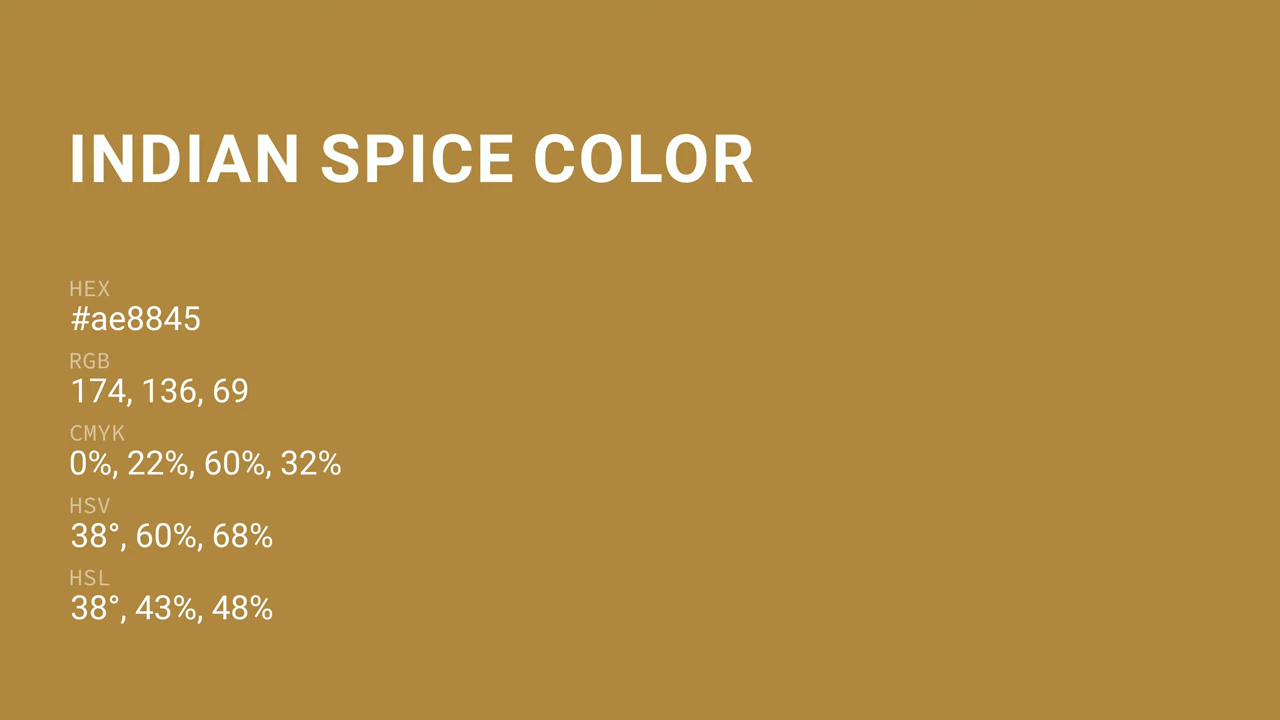 INDIAN SPICE COLOR
HEX
#ae8845
RGB
174, 136, 69
CMYK
0%, 22%, 60%, 32%
HSV
38°, 60%, 68%
HSL
38°, 43%, 48%